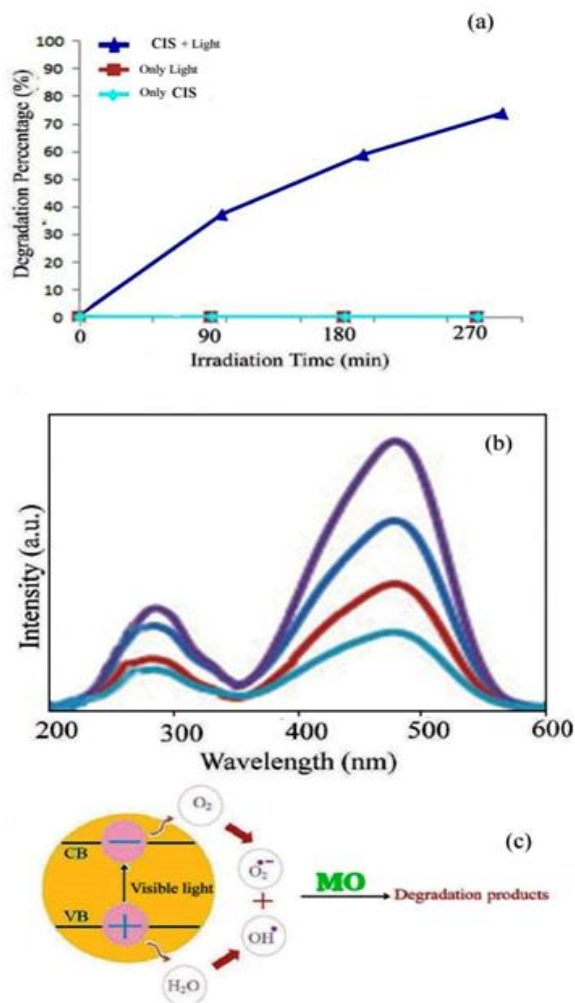 (a)
100
90
80
70
60
50
40
30
20
10
0
Degradation Percentage (%)
CIS + Light
Only Light
Only CIS
0 90 180 270
Irradiation Time (min)
(b)
Intensity (a.u.)
200 300 400 500 600
Wavelength (nm)
(c)
O₂
CB
Visible light
VB
H₂O
O₂•−
+
OH•
MO
Degradation products